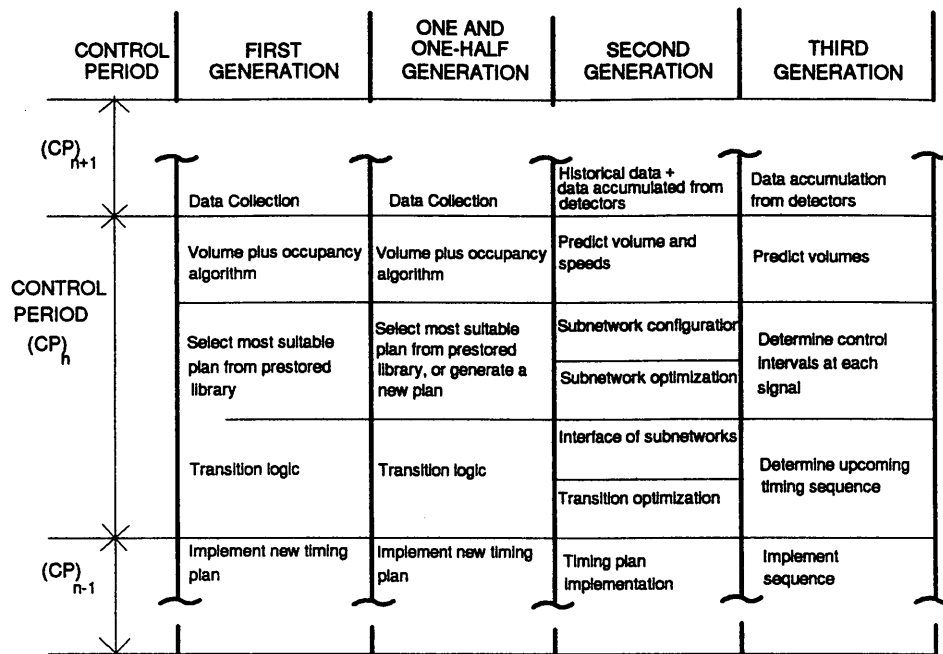 CONTROL
PERIOD
FIRST
GENERATION
ONE AND
ONE-HALF
GENERATION
SECOND
GENERATION
THIRD
GENERATION
(CP)n+1
Data Collection
Data Collection
Historical data +
data accumulated from
detectors
Data accumulation
from detectors
CONTROL
PERIOD
(CP)n
Volume plus occupancy
algorithm
Volume plus occupancy
algorithm
Predict volume and
speeds
Predict volumes
Select most suitable
plan from prestored
library
Select most suitable
plan from prestored
library, or generate a
new plan
Subnetwork configuration
Subnetwork optimization
Determine control
intervals at each
signal
Transition logic
Transition logic
Interface of subnetworks
Transition optimization
Determine upcoming
timing sequence
(CP)n-1
Implement new timing
plan
Implement new timing
plan
Timing plan
implementation
Implement
sequence